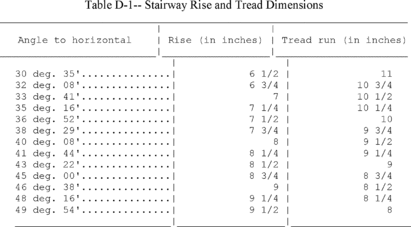 Table D-1-- Stairway Rise and Tread Dimensions
Angle to horizontal | Rise (in inches) | Tread run (in inches)
30 deg. 35'...............| 6 1/2 | 11
32 deg. 08'...............| 6 3/4 | 10 3/4
33 deg. 41'...............| 7 | 10 1/2
35 deg. 16'...............| 7 1/4 | 10 1/4
36 deg. 52'...............| 7 1/2 | 10
38 deg. 29'...............| 7 3/4 | 9 3/4
40 deg. 08'...............| 8 | 9 1/2
41 deg. 44'...............| 8 1/4 | 9 1/4
43 deg. 22'...............| 8 1/2 | 9
45 deg. 00'...............| 8 3/4 | 8 3/4
46 deg. 38'...............| 9 | 8 1/2
48 deg. 16'...............| 9 1/4 | 8 1/4
49 deg. 54'...............| 9 1/2 | 8